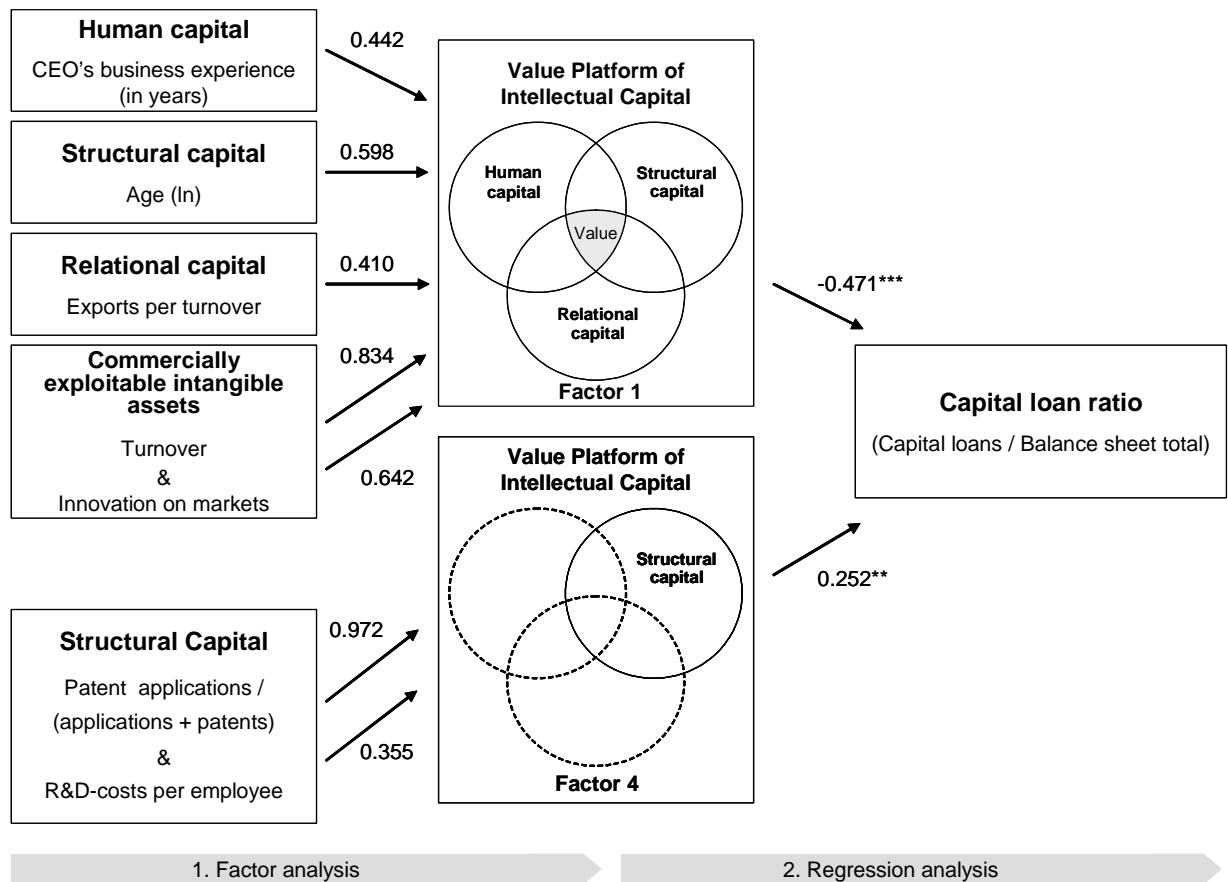 Human capital
CEO's business experience
(in years)
0.442
Structural capital
Age (ln)
0.598
Relational capital
Exports per turnover
0.410
Commercially
exploitable intangible
assets
Turnover
&
Innovation on markets
0.834
0.642
Value Platform of
Intellectual Capital
Human
capital
Structural
capital
Value
Relational
capital
Factor 1
-0.471***
Structural Capital
Patent applications /
(applications + patents)
&
R&D-costs per employee
0.972
0.355
Value Platform of
Intellectual Capital
Structural
capital
Factor 4
0.252**
Capital loan ratio
(Capital loans / Balance sheet total)
1. Factor analysis
2. Regression analysis